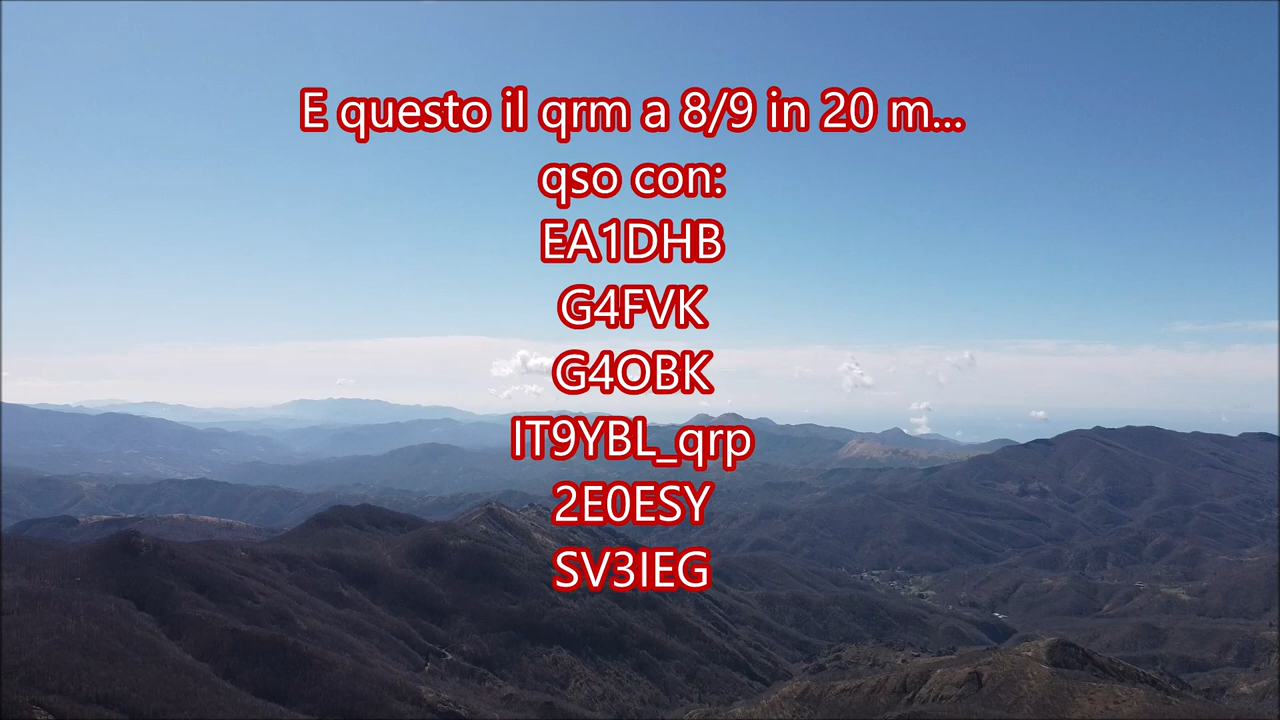 E questo il qrm a 8/9 in 20 m...
qso con:
EA1DHB
G4FVK
G4OBK
IT9YBL_qrp
2E0ESY
SV3IEG